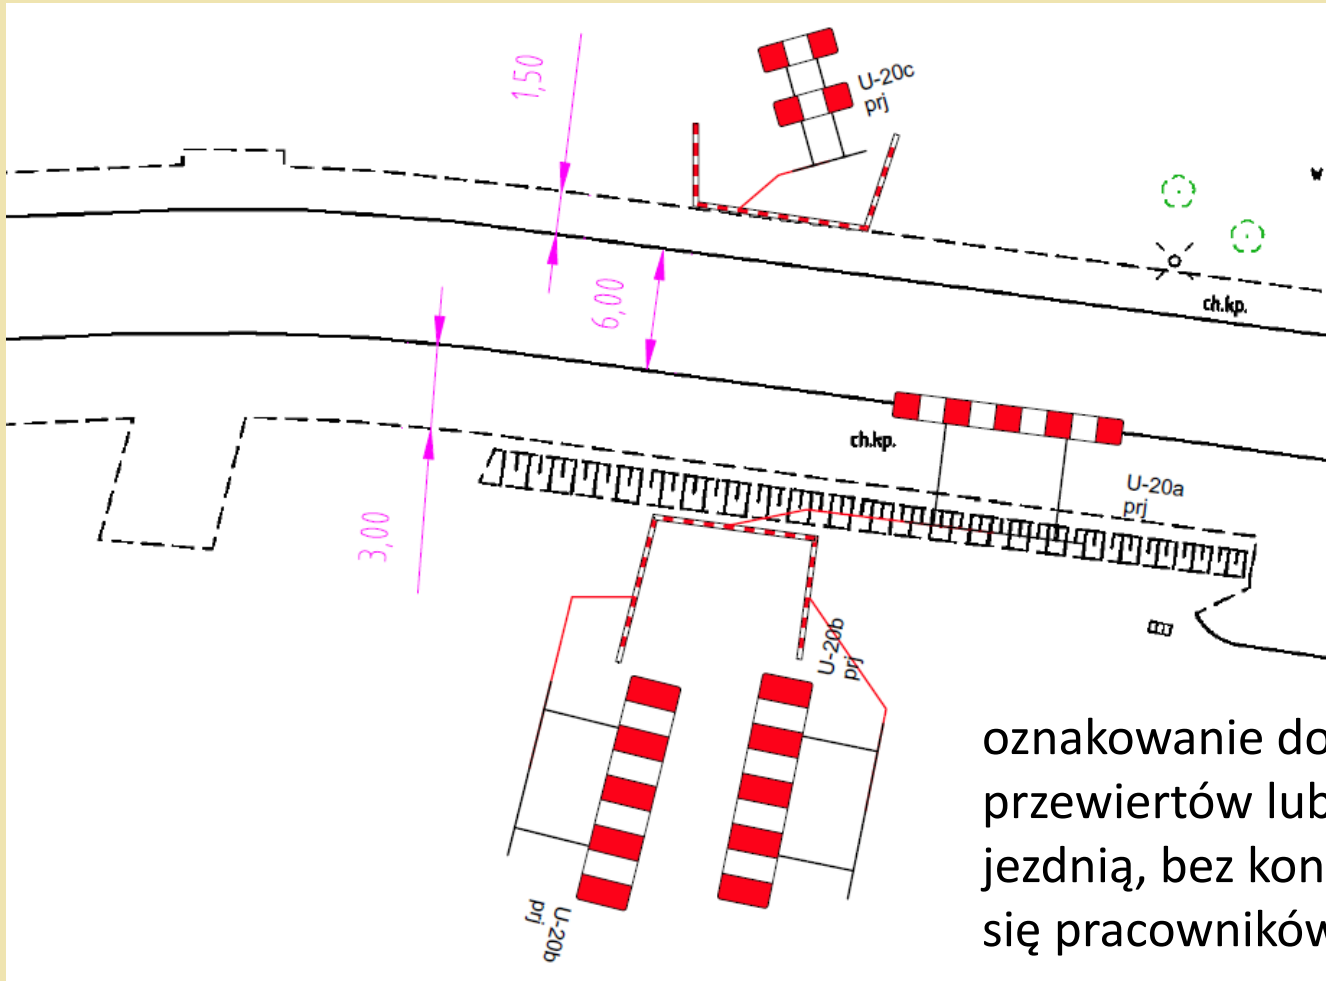 1,50
U-20c
prj
6,00
ch.kp.
ch.kp.
U-20a
prj
3,00
U-20b
prj
U-20b
prj
oznakowanie do
przewiertów lub
jezdnią, bez kon
się pracowników